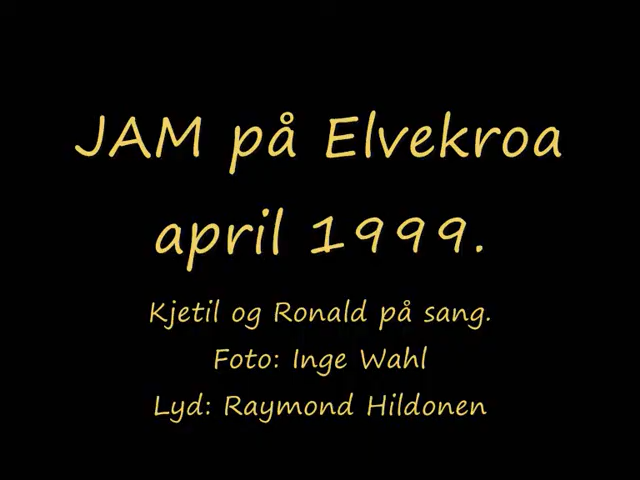 JAM på Elvekroa
april 1999.
Kjetil og Ronald på sang.
Foto: Inge Wahl
Lyd: Raymond Hildonen